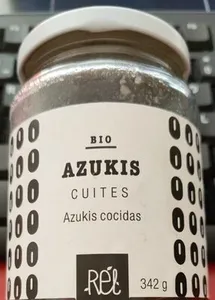 BIO
AZUKIS
CUITES
Azukis cocidas
Rél
342 g